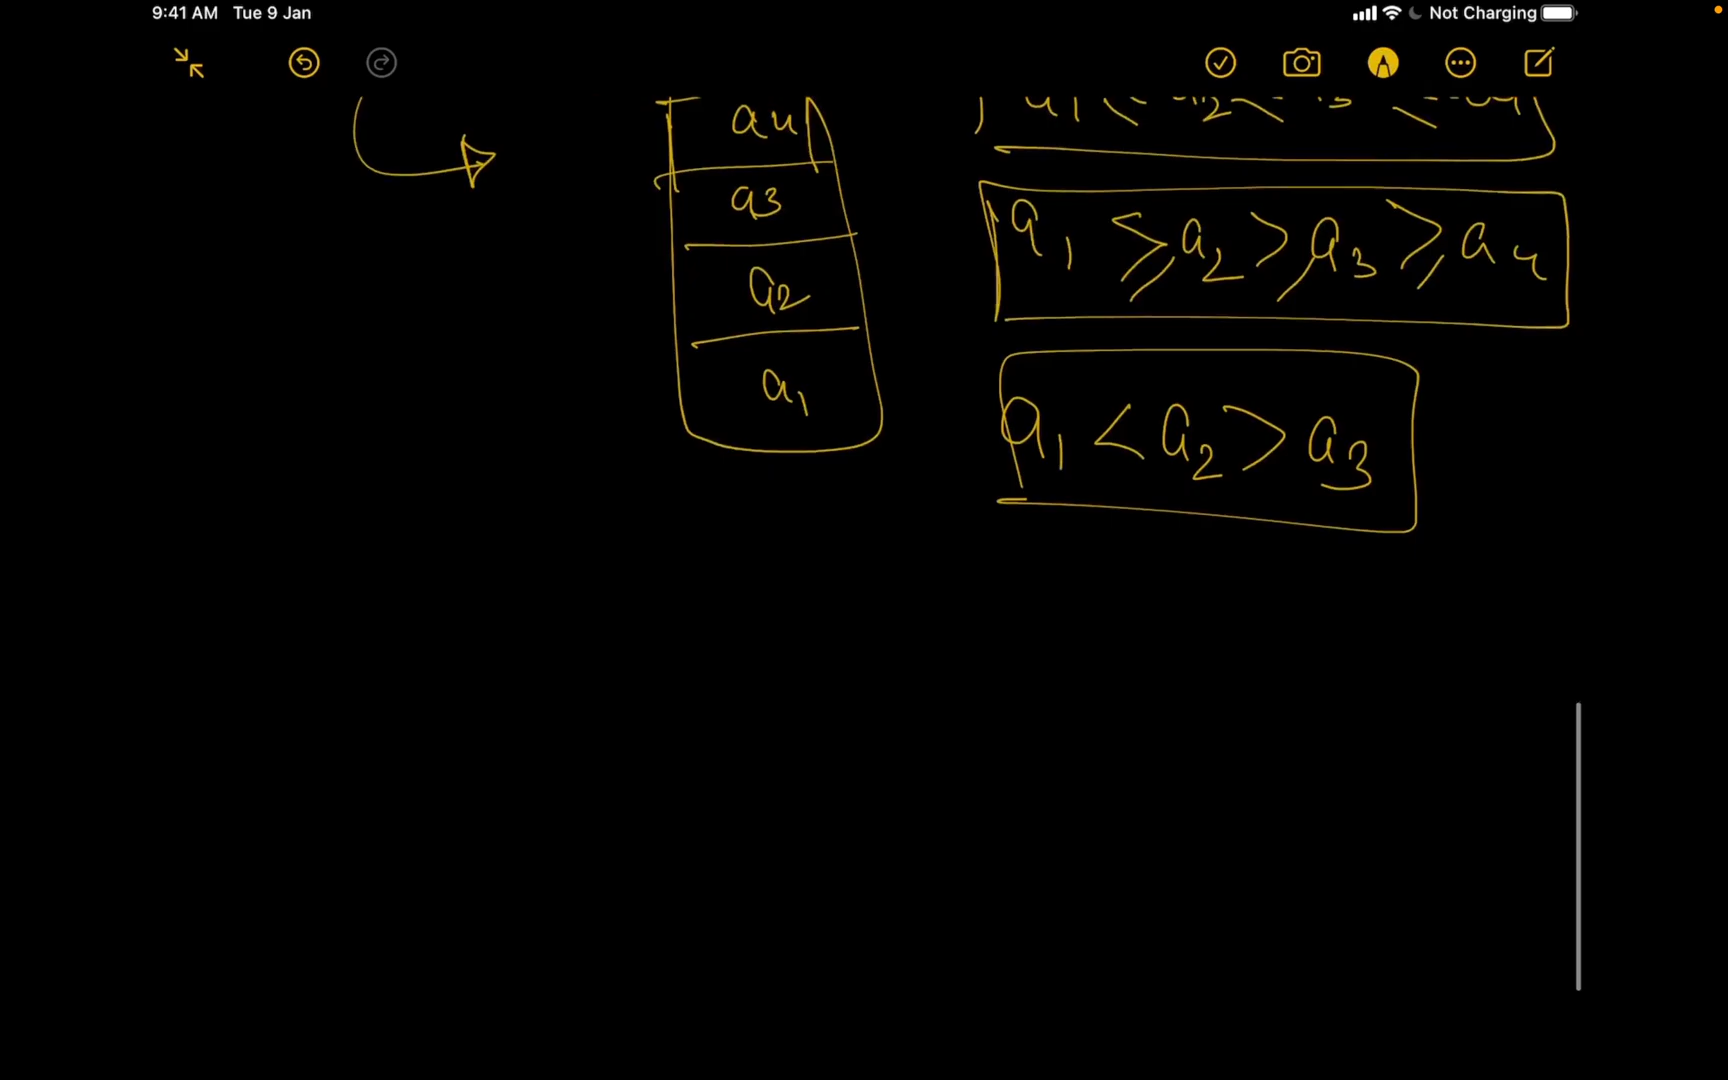 9:41 AM Tue 9 Jan
Not Charging
a4
a3
a2
a1
a1 ≥ a2 ≥ a3 ≥ a4
a1 < a2 > a3